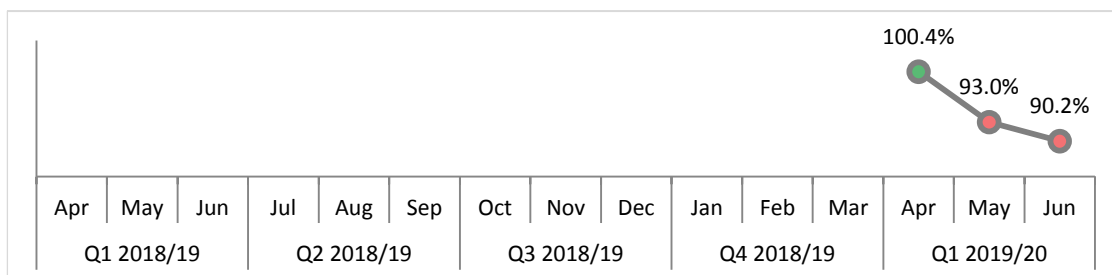 100.4%
93.0%
90.2%
Apr May Jun Jul Aug Sep Oct Nov Dec Jan Feb Mar Apr May Jun
Q1 2018/19 Q2 2018/19 Q3 2018/19 Q4 2018/19 Q1 2019/20